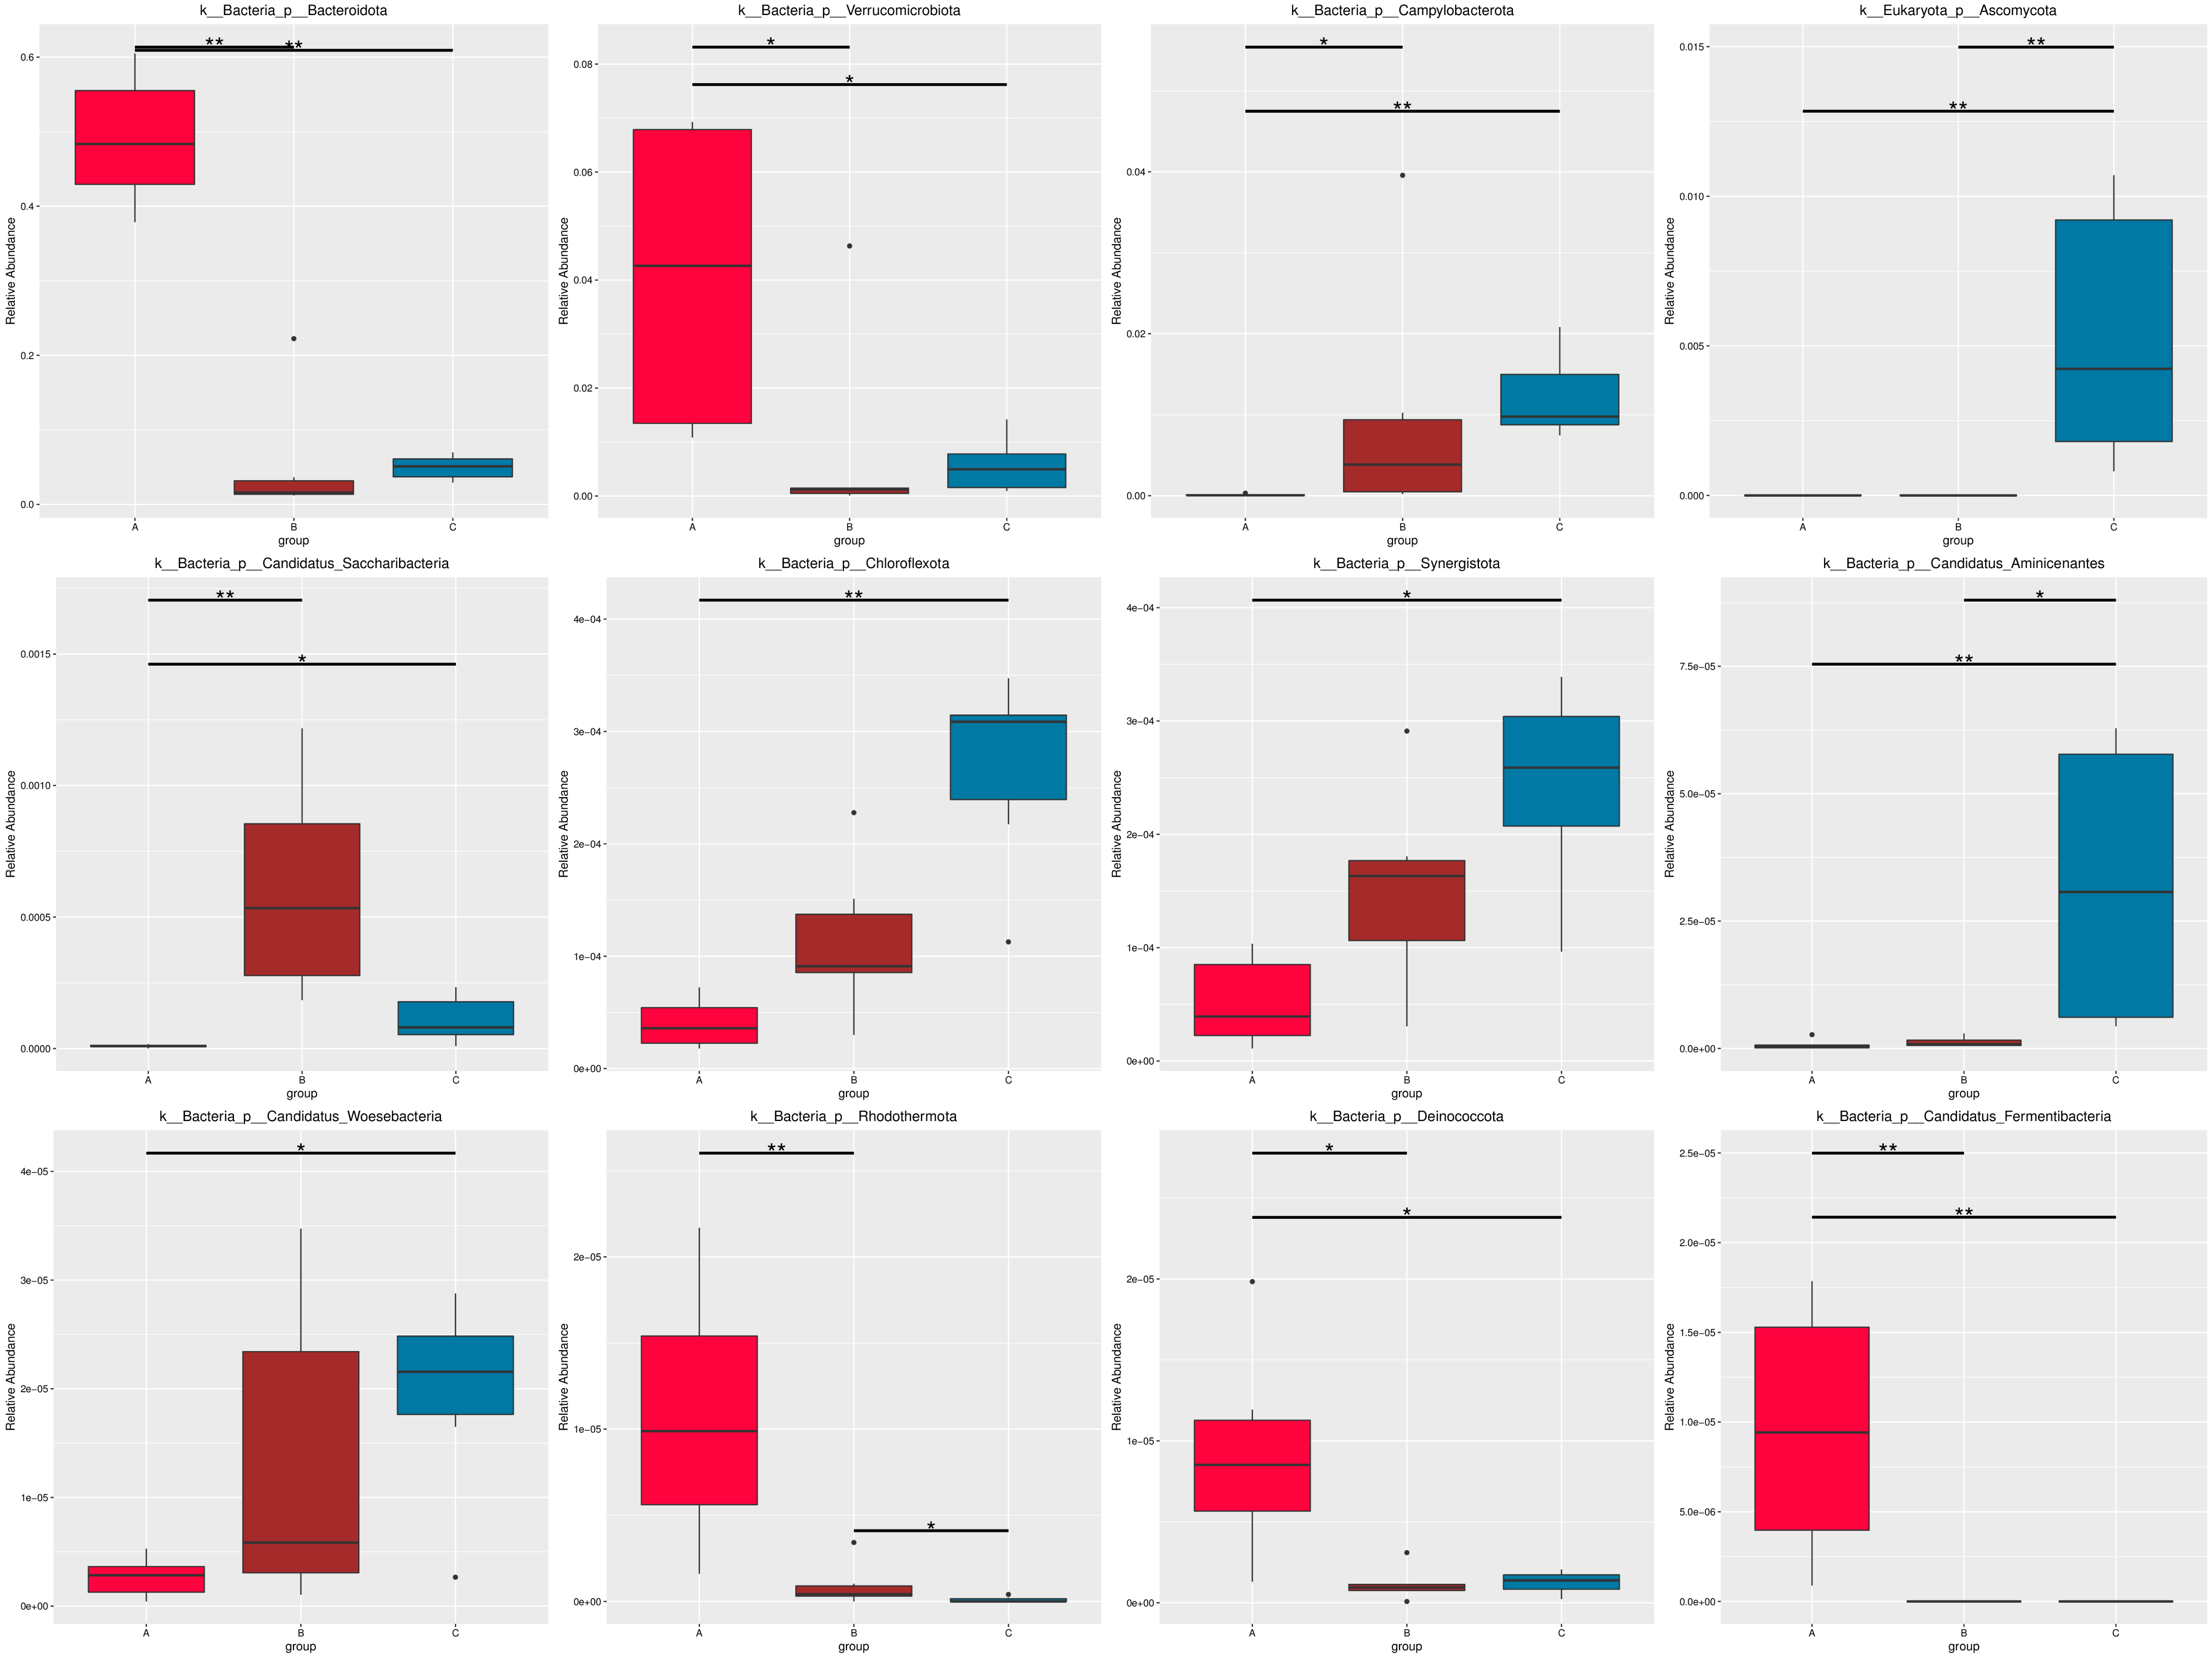 k__Bacteria_p__Bacteroidota
** **
Relative Abundance
0.6
0.4
0.2
0.0
A B C
group
k__Bacteria_p__Verrucomicrobiota
*
*
Relative Abundance
0.08
0.06
0.04
0.02
0.00
A B C
group
k__Bacteria_p__Campylobacterota
*
**
Relative Abundance
0.04
0.02
0.00
A B C
group
k__Eukaryota_p__Ascomycota
**
**
Relative Abundance
0.015
0.010
0.005
0.000
A B C
group
k__Bacteria_p__Candidatus_Saccharibacteria
**
*
Relative Abundance
0.0015
0.0010
0.0005
0.0000
A B C
group
k__Bacteria_p__Chloroflexota
**
Relative Abundance
4e−04
3e−04
2e−04
1e−04
0e+00
A B C
group
k__Bacteria_p__Synergistota
*
Relative Abundance
4e−04
3e−04
2e−04
1e−04
0e+00
A B C
group
k__Bacteria_p__Candidatus_Aminicenantes
*
**
Relative Abundance
7.5e−05
5.0e−05
2.5e−05
0.0e+00
A B C
group
k__Bacteria_p__Candidatus_Woesebacteria
*
Relative Abundance
4e−05
3e−05
2e−05
1e−05
0e+00
A B C
group
k__Bacteria_p__Rhodothermota
**
*
Relative Abundance
2e−05
1e−05
0e+00
A B C
group
k__Bacteria_p__Deinococcota
*
*
Relative Abundance
2e−05
1e−05
0e+00
A B C
group
k__Bacteria_p__Candidatus_Fermentibacteria
**
**
Relative Abundance
2.5e−05
2.0e−05
1.5e−05
1.0e−05
5.0e−06
0.0e+00
A B C
group